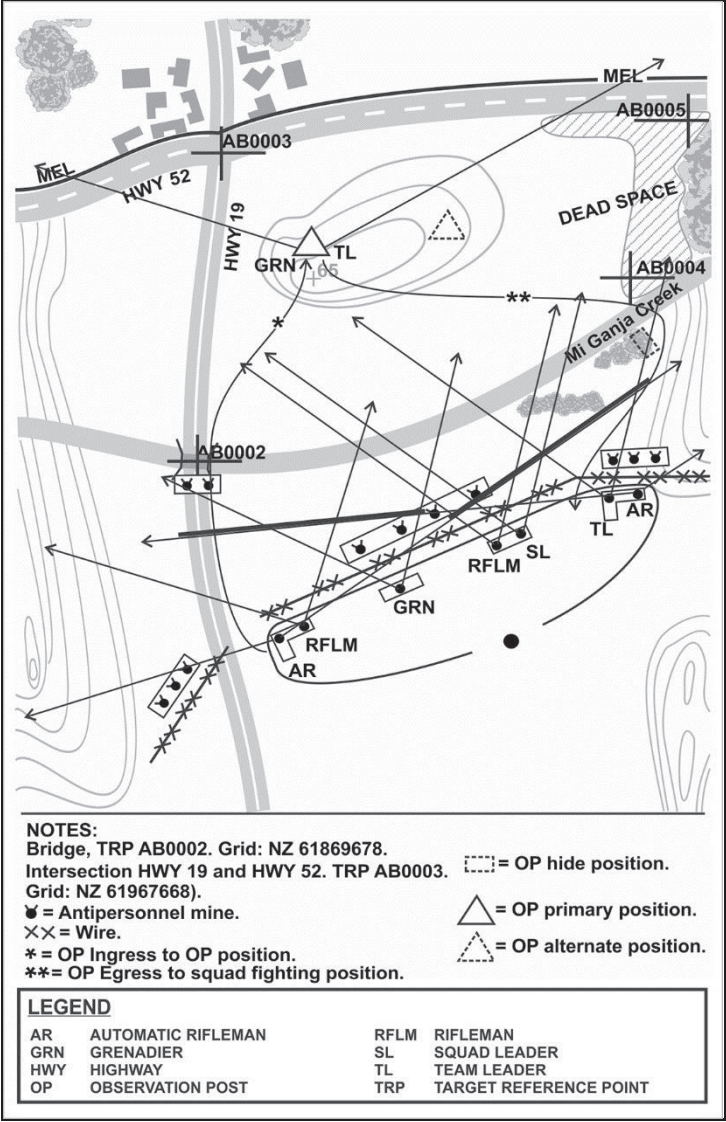 MEL
AB0005
AB0003
MEL
HWY 52
DEAD SPACE
HWY 19
TL
GRN
65
AB0004
**
*
Mi Ganja Creek
AB0002
AR
TL
SL
RFLM
GRN
RFLM
AR
NOTES:
Bridge, TRP AB0002. Grid: NZ 61869678.
Intersection HWY 19 and HWY 52. TRP AB0003.
Grid: NZ 61967668).
= Antipersonnel mine.
XX = Wire.
* = OP Ingress to OP position.
**= OP Egress to squad fighting position.
= OP hide position.
= OP primary position.
= OP alternate position.
LEGEND
AR AUTOMATIC RIFLEMAN
GRN GRENADIER
HWY HIGHWAY
OP OBSERVATION POST
RFLM RIFLEMAN
SL SQUAD LEADER
TL TEAM LEADER
TRP TARGET REFERENCE POINT